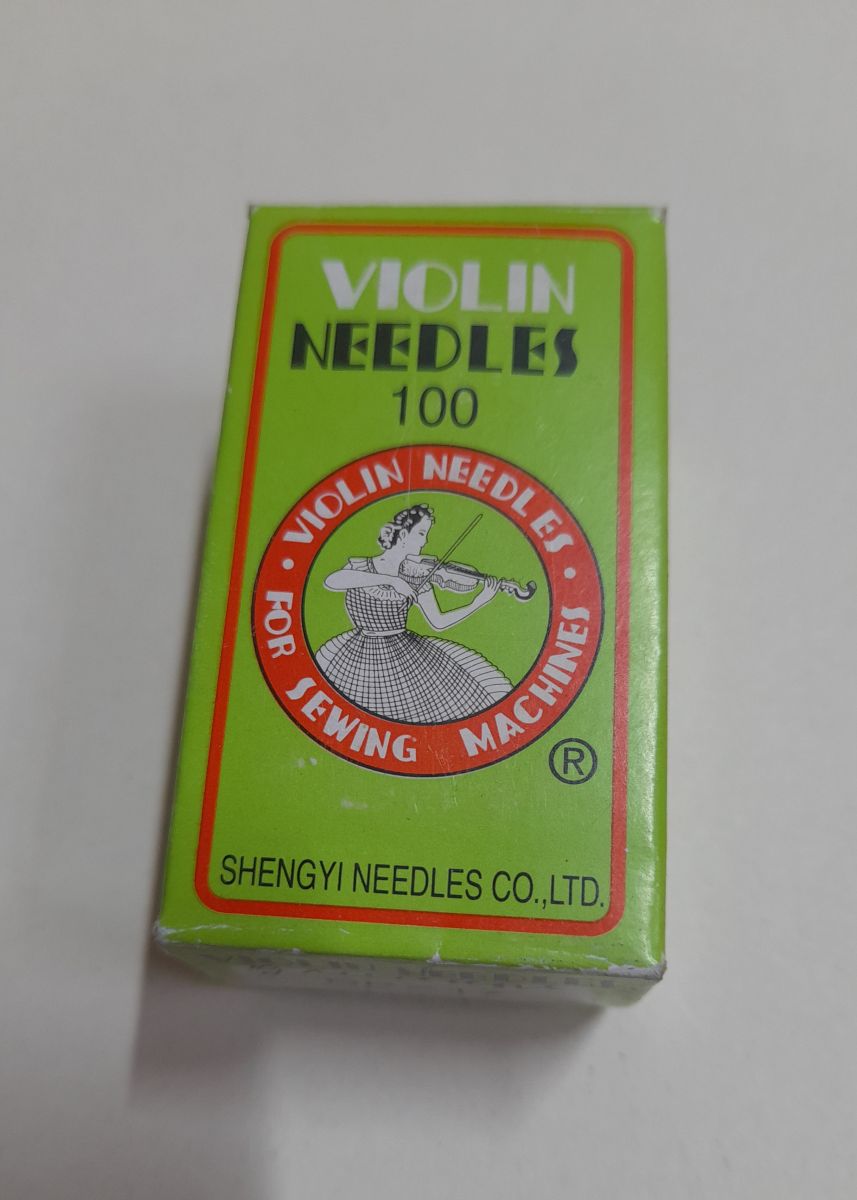 VIOLIN
NEEDLES
100
VIOLIN NEEDLES
• FOR SEWING MACHINES •
®
SHENGYI NEEDLES CO.,LTD.